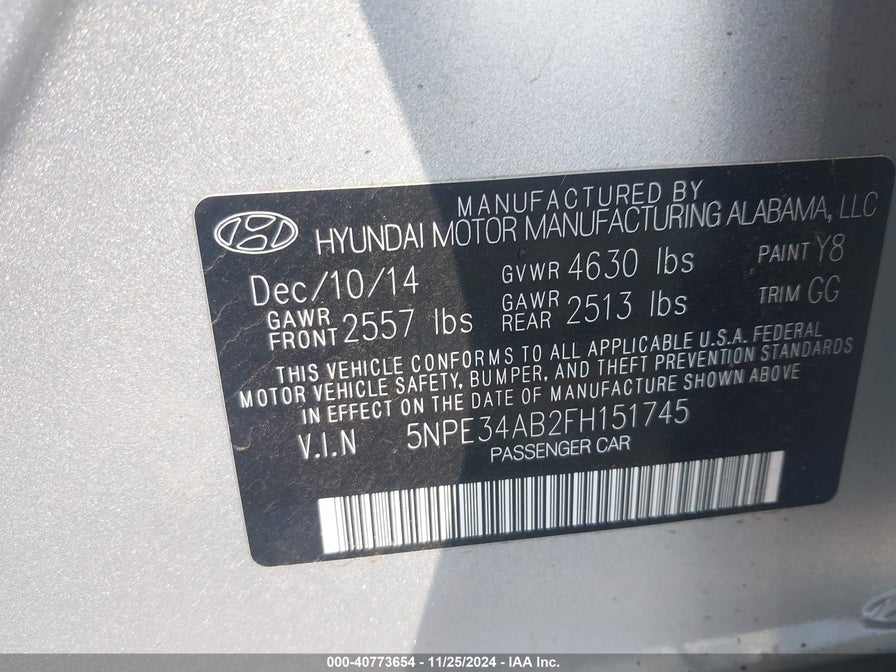 MANUFACTURED BY
HYUNDAI MOTOR MANUFACTURING ALABAMA, LLC
Dec/10/14 GVWR 4630 lbs PAINT Y8
GAWR FRONT 2557 lbs GAWR REAR 2513 lbs TRIM GG
THIS VEHICLE CONFORMS TO ALL APPLICABLE U.S.A. FEDERAL
MOTOR VEHICLE SAFETY, BUMPER, AND THEFT PREVENTION STANDARDS
IN EFFECT ON THE DATE OF MANUFACTURE SHOWN ABOVE
V.I.N 5NPE34AB2FH151745
PASSENGER CAR
000-40773654 - 11/25/2024 - IAA Inc.